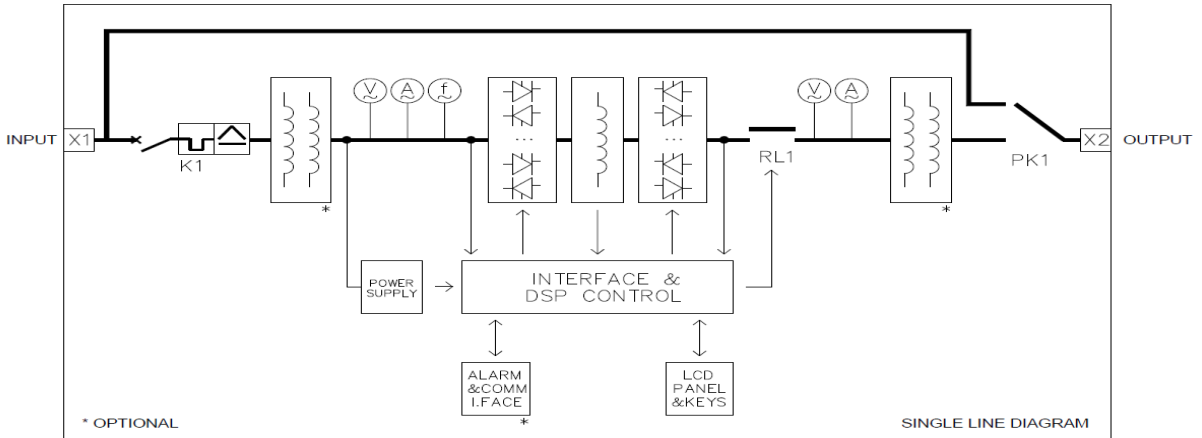 V A f V A
INPUT X1 X2 OUTPUT
K1 RL1 PK1
* *
POWER
SUPPLY
INTERFACE &
DSP CONTROL
ALARM
&COMM
I.FACE
*
LCD
PANEL
&KEYS
* OPTIONAL
SINGLE LINE DIAGRAM